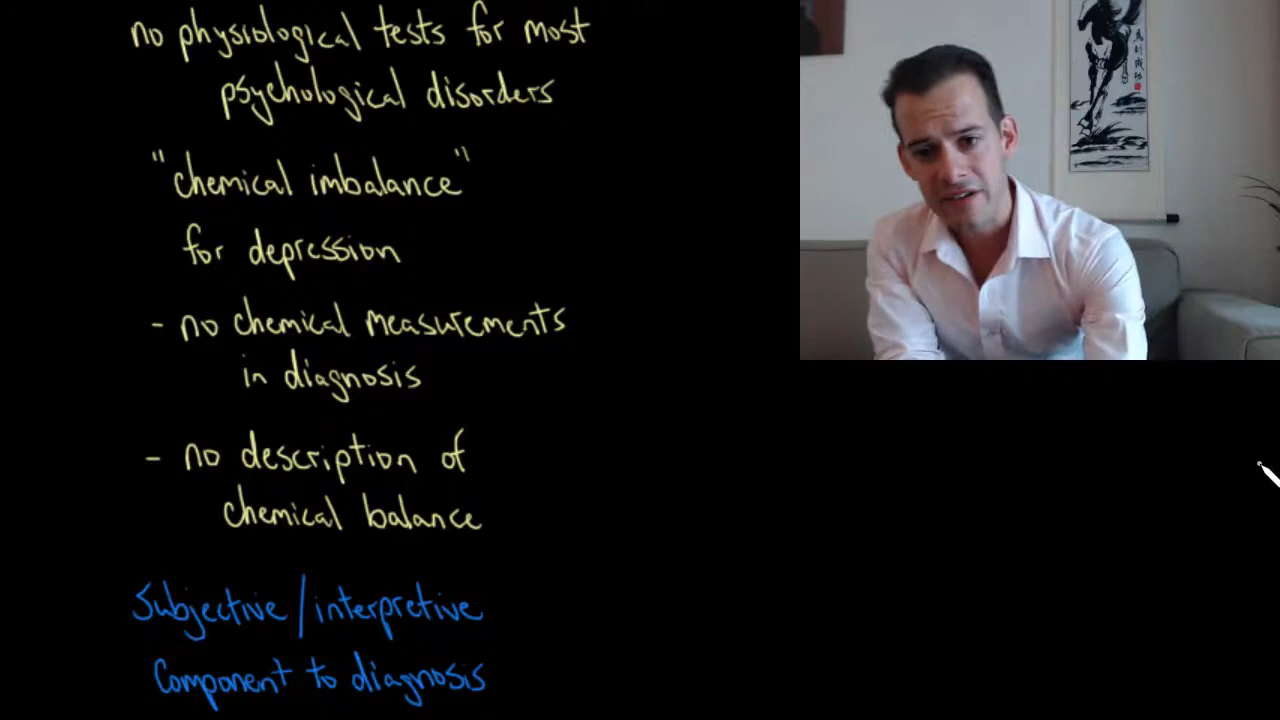 no physiological tests for most
psychological disorders
"chemical imbalance"
for depression
- no chemical measurements
in diagnosis
- no description of
chemical balance
Subjective/interpretive
Component to diagnosis